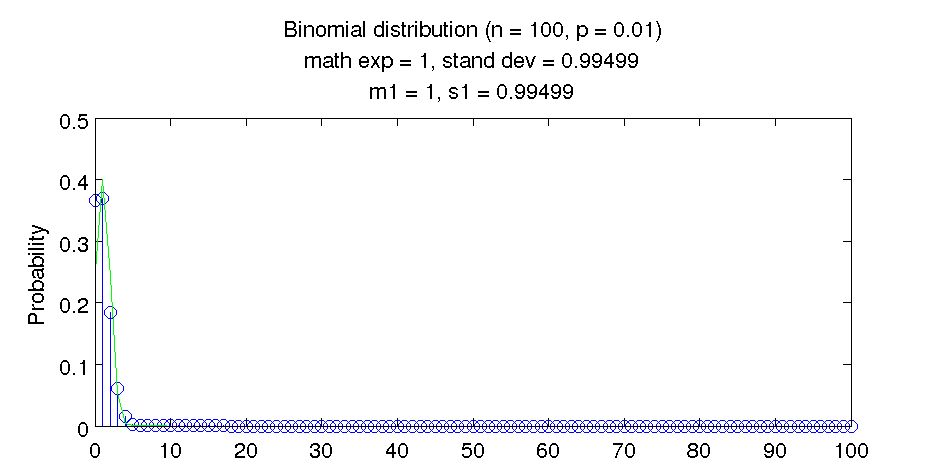 Binomial distribution (n = 100, p = 0.01)
math exp = 1, stand dev = 0.99499
m1 = 1, s1 = 0.99499
Probability
0.5
0.4
0.3
0.2
0.1
0
0 10 20 30 40 50 60 70 80 90 100